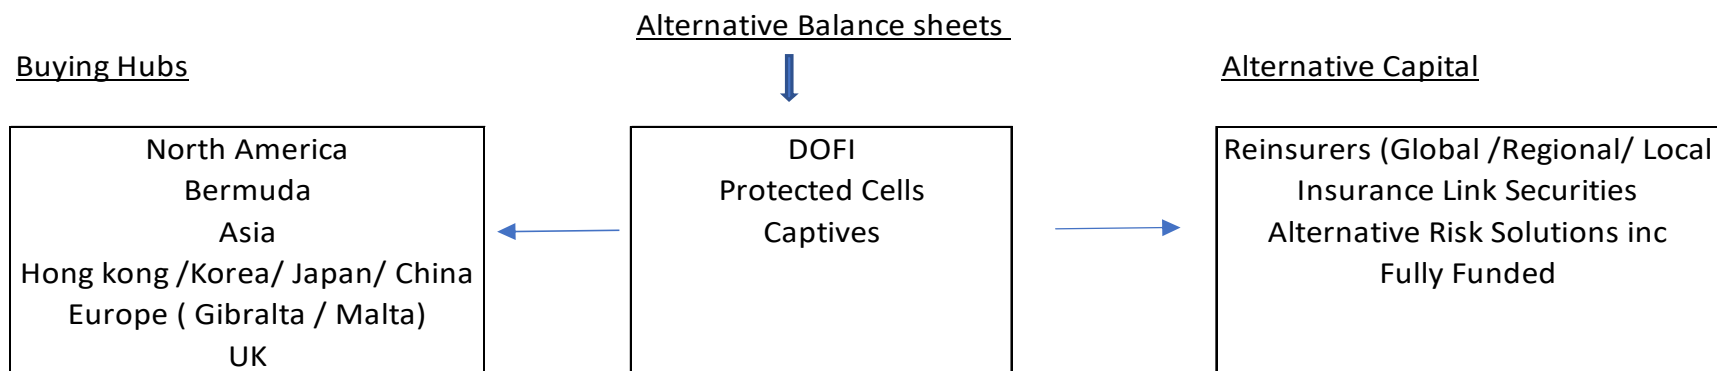 Alternative Balance sheets
Buying Hubs
Alternative Capital
North America
Bermuda
Asia
Hong kong /Korea/ Japan/ China
Europe ( Gibralta / Malta)
UK
DOFI
Protected Cells
Captives
Reinsurers (Global /Regional/ Local
Insurance Link Securities
Alternative Risk Solutions inc
Fully Funded